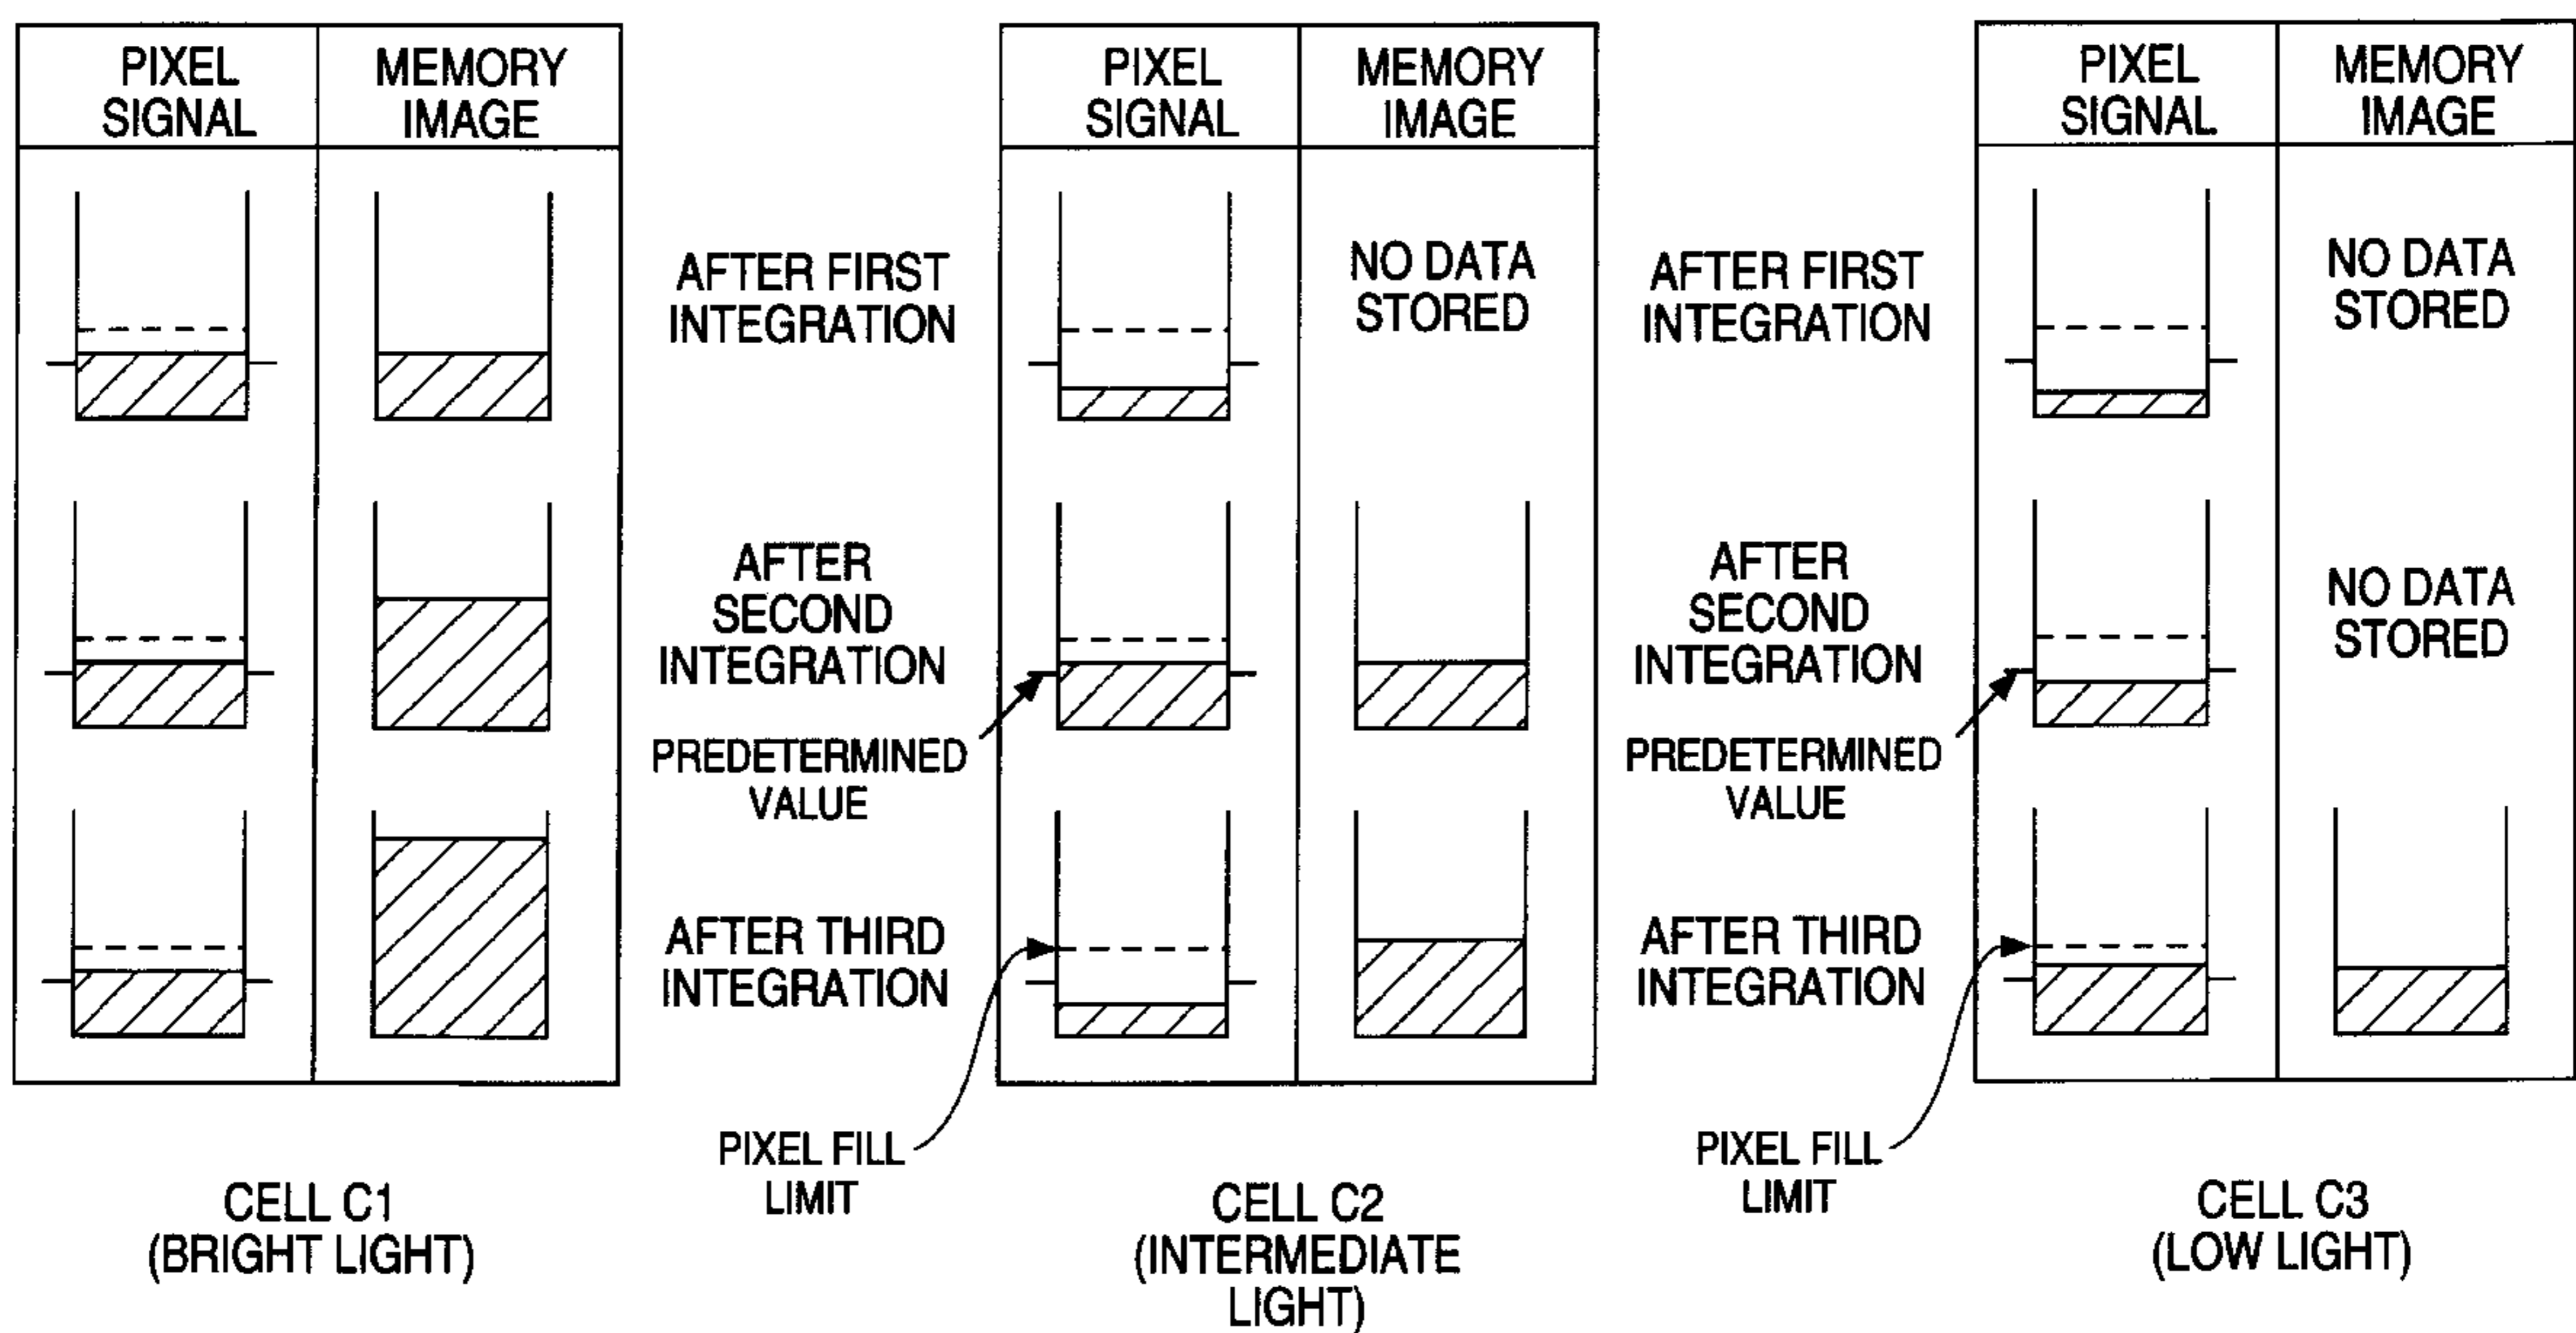 PIXEL
SIGNAL
MEMORY
IMAGE
CELL C1
(BRIGHT LIGHT)
AFTER FIRST
INTEGRATION
AFTER
SECOND
INTEGRATION
PREDETERMINED
VALUE
AFTER THIRD
INTEGRATION
PIXEL FILL
LIMIT
PIXEL
SIGNAL
MEMORY
IMAGE
NO DATA
STORED
CELL C2
(INTERMEDIATE
LIGHT)
AFTER FIRST
INTEGRATION
AFTER
SECOND
INTEGRATION
PREDETERMINED
VALUE
AFTER THIRD
INTEGRATION
PIXEL FILL
LIMIT
PIXEL
SIGNAL
MEMORY
IMAGE
NO DATA
STORED
NO DATA
STORED
CELL C3
(LOW LIGHT)